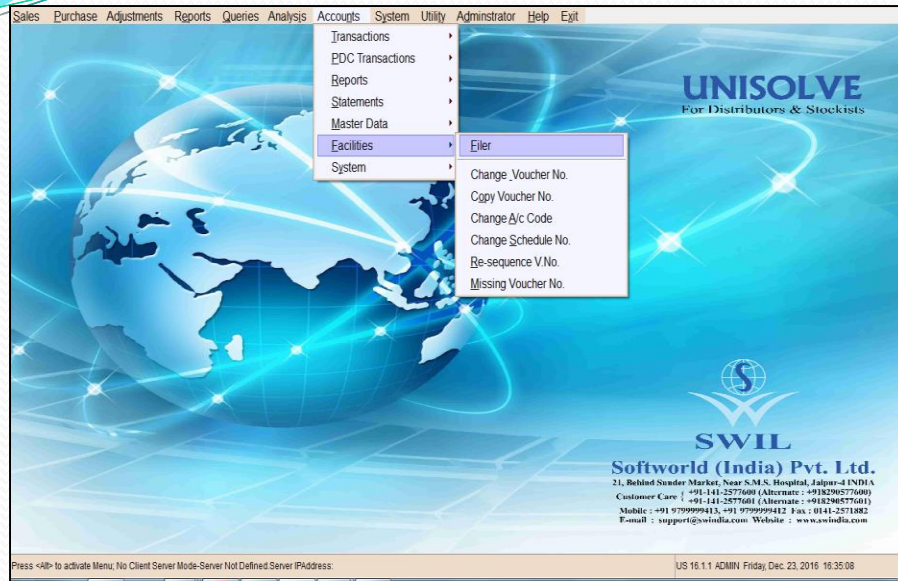 Sales Purchase Adjustments Reports Queries Analysis Accounts System Utility Adminstrator Help Exit
Transactions
PDC Transactions
Reports
Statements
Master Data
Facilities
System
Filer
Change Voucher No.
Copy Voucher No.
Change A/c Code
Change Schedule No.
Re-sequence V.No.
Missing Voucher No.
UNISOLVE
For Distributors & Stockists
S
SWIL
Softworld (India) Pvt. Ltd.
21, Behind Sunder Market, Near S.M.S. Hospital, Jaipur-4 INDIA
Customer Care { +91-141-2577600 (Alternate : +918290577600)
+91-141-2577601 (Alternate : +918290577601)
Mobile : +91 9799999413, +91 9799999412 Fax : 0141-2571882
E-mail : support@swindia.com Website : www.swindia.com
Press <Alt> to activate Menu; No Client Server Mode-Server Not Defined.Server IPAddress:
US 16.1.1 ADMIN Friday, Dec. 23, 2016 16:35:08